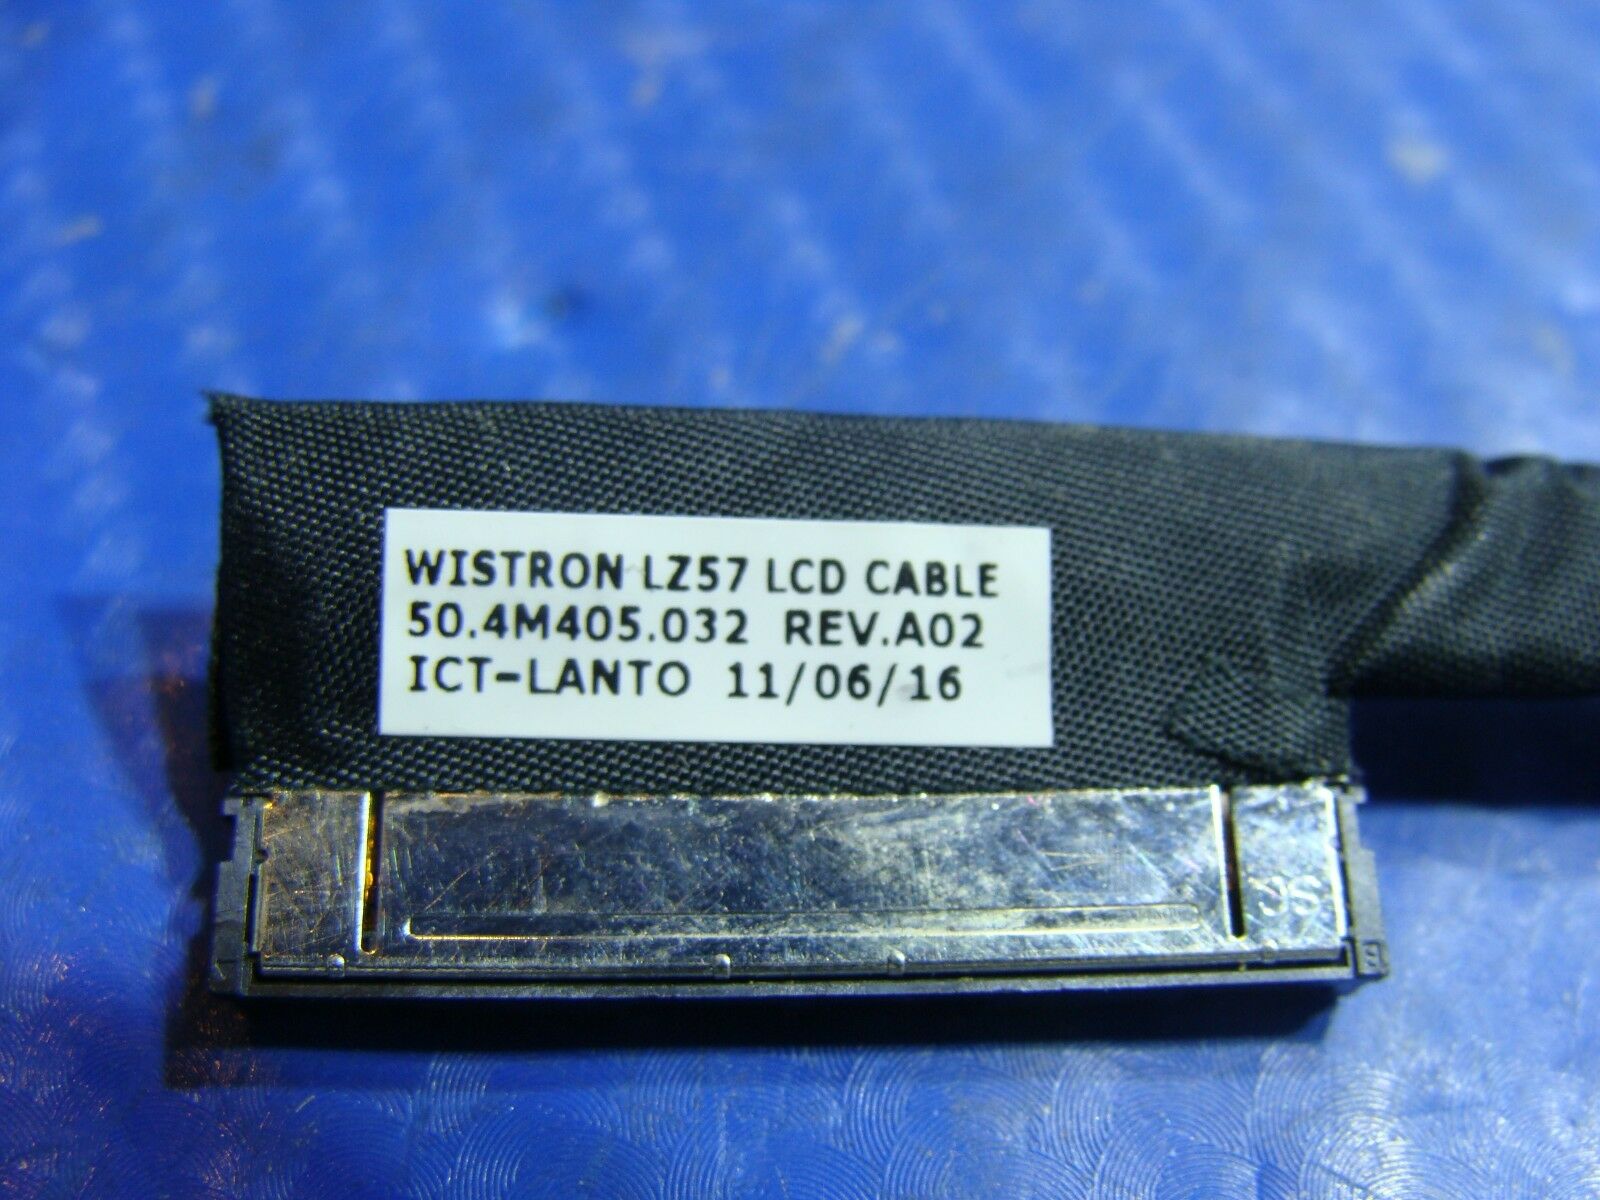 WISTRON LZ57 LCD CABLE
50.4M405.032 REV.A02
ICT-LANTO 11/06/16